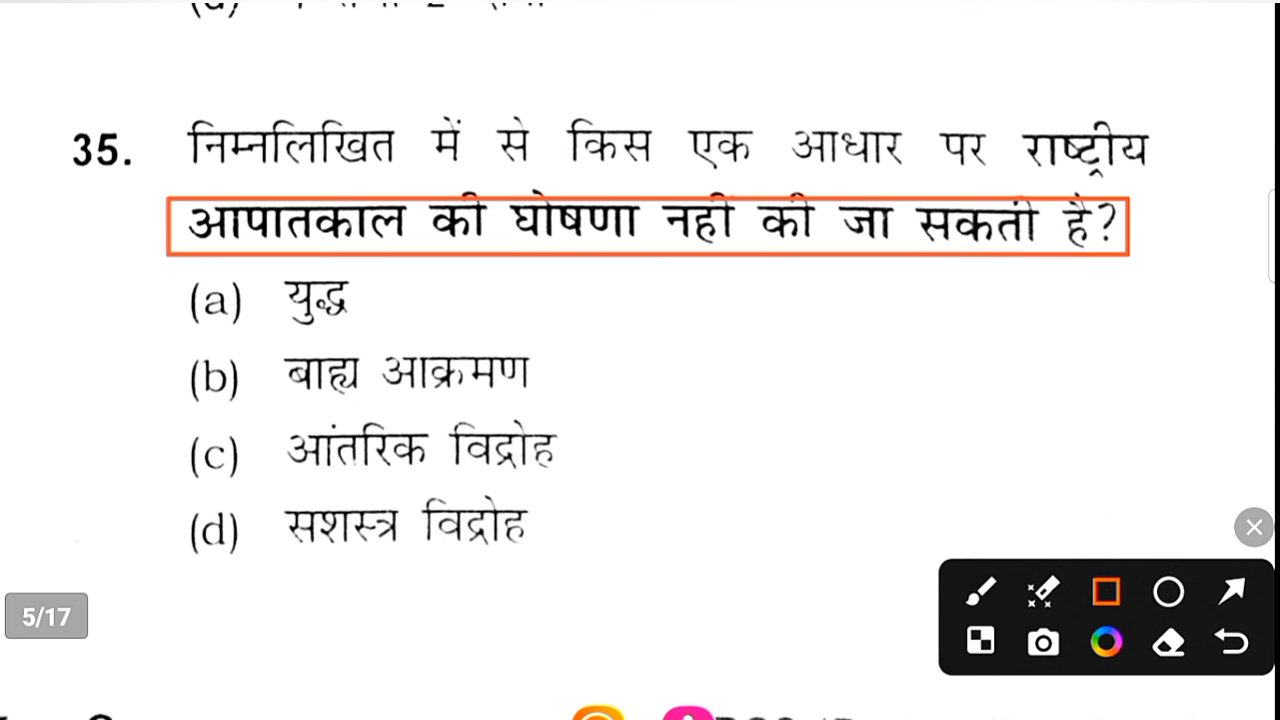 35. निम्नलिखित में से किस एक आधार पर राष्ट्रीय
आपातकाल की घोषणा नहीं की जा सकती है?
(a) युद्ध
(b) बाह्य आक्रमण
(c) आंतरिक विद्रोह
(d) सशस्त्र विद्रोह
5/17